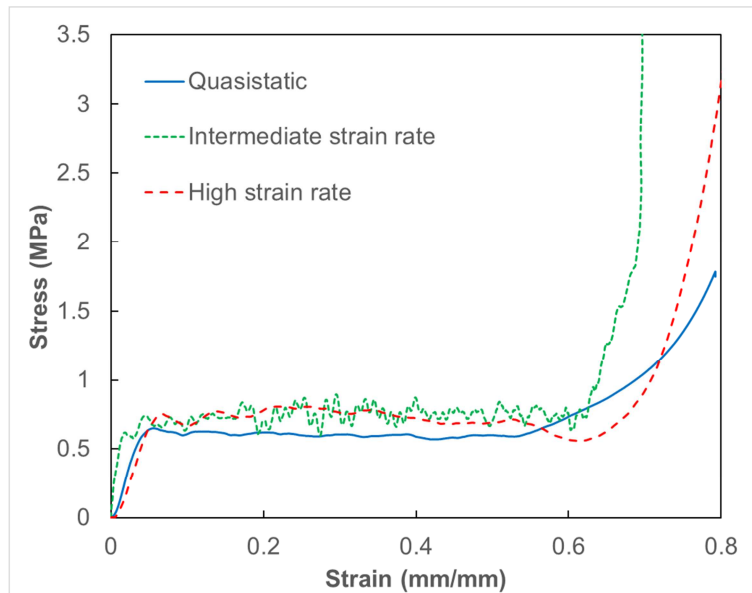 3.5
3
2.5
2
1.5
1
0.5
0
Stress (MPa)
Quasistatic
Intermediate strain rate
High strain rate
0 0.2 0.4 0.6 0.8
Strain (mm/mm)